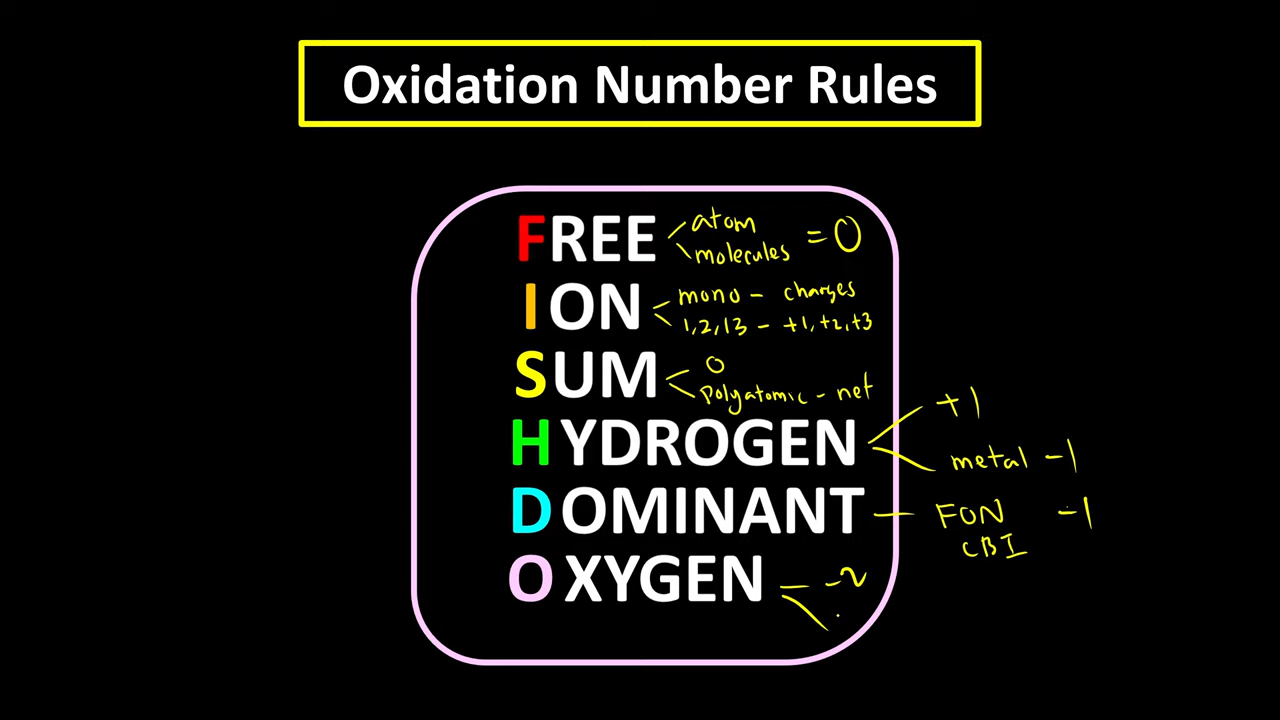 Oxidation Number Rules
FREE < atom molecules = 0
ION < mono - charges
1, 2, 13 - +1, +2, +3
SUM < 0
polyatomic - net
HYDROGEN < +1
metal -1
DOMINANT — FON -1
CBI
OXYGEN — -2